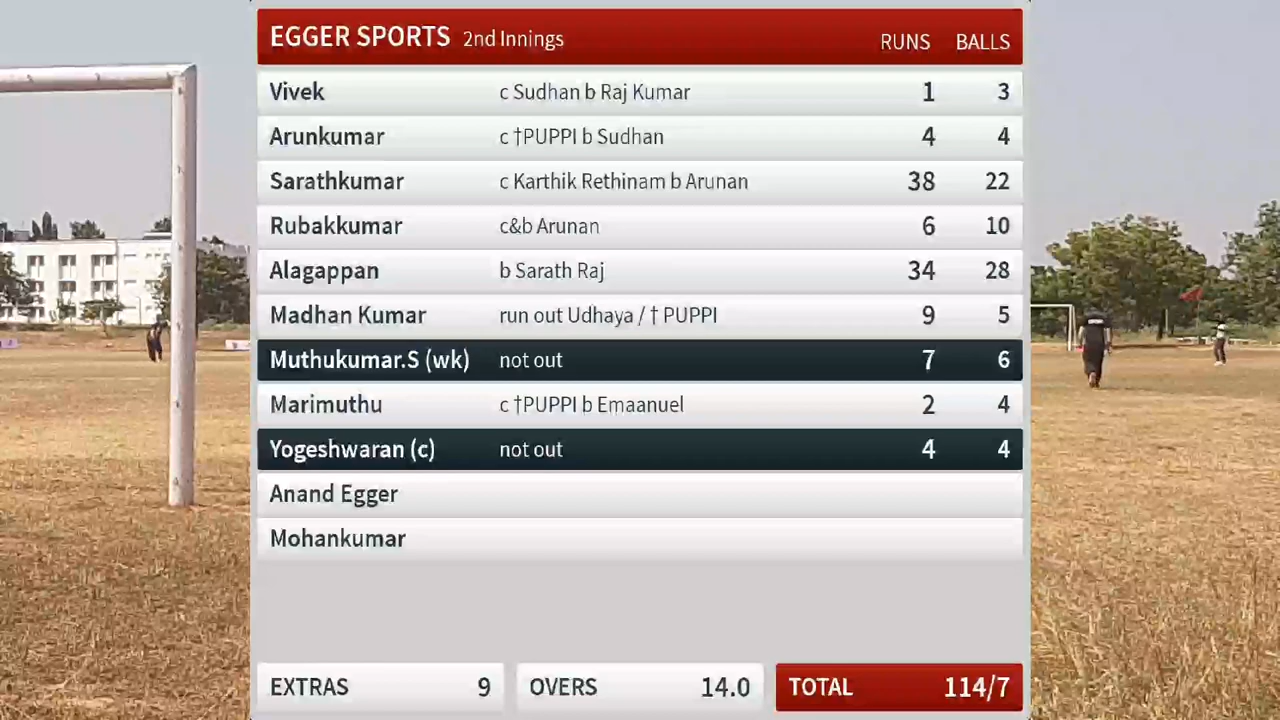 EGGER SPORTS 2nd Innings RUNS BALLS
Vivek c Sudhan b Raj Kumar 1 3
Arunkumar c †PUPPI b Sudhan 4 4
Sarathkumar c Karthik Rethinam b Arunan 38 22
Rubakkumar c&b Arunan 6 10
Alagappan b Sarath Raj 34 28
Madhan Kumar run out Udhaya / † PUPPI 9 5
Muthukumar.S (wk) not out 7 6
Marimuthu c †PUPPI b Emaanuel 2 4
Yogeshwaran (c) not out 4 4
Anand Egger
Mohankumar
EXTRAS 9 OVERS 14.0 TOTAL 114/7